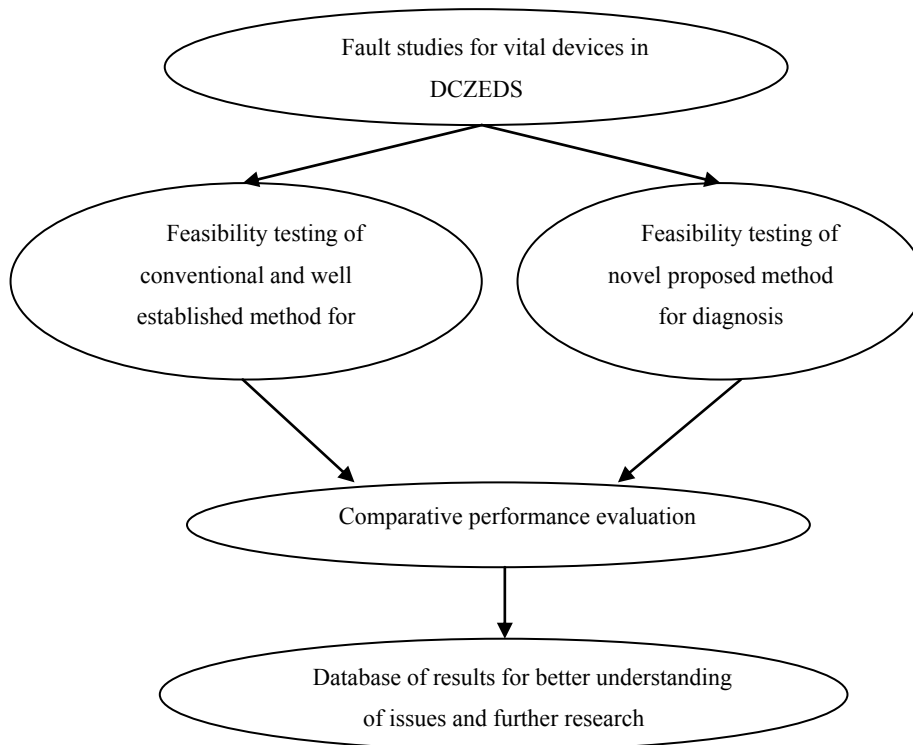 Fault studies for vital devices in
DCZEDS
Feasibility testing of
conventional and well
established method for
Feasibility testing of
novel proposed method
for diagnosis
Comparative performance evaluation
Database of results for better understanding
of issues and further research